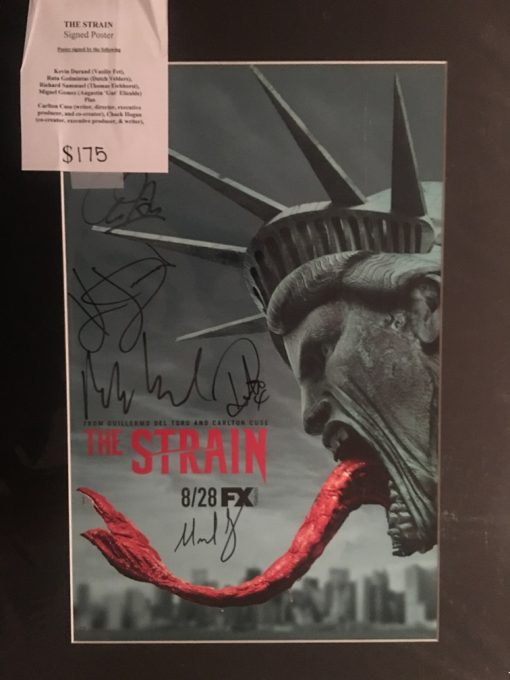 THE STRAIN
Signed Poster
Poster signed by the following
Kevin Durand (Vasiliy Fet),
Ruta Gedmintas (Dutch Velders),
Richard Sammuel (Thomas Eichhorst),
Miguel Gomez (Augustin 'Gus' Elizalde)
Plus
Carlton Cuse (writer, director, executive
producer, and co-creator), Chuck Hogan
(co-creator, executive producer, & writer),
$175
FROM GUILLERMO DEL TORO AND CARLTON CUSE
THE STRAIN
8/28 FX